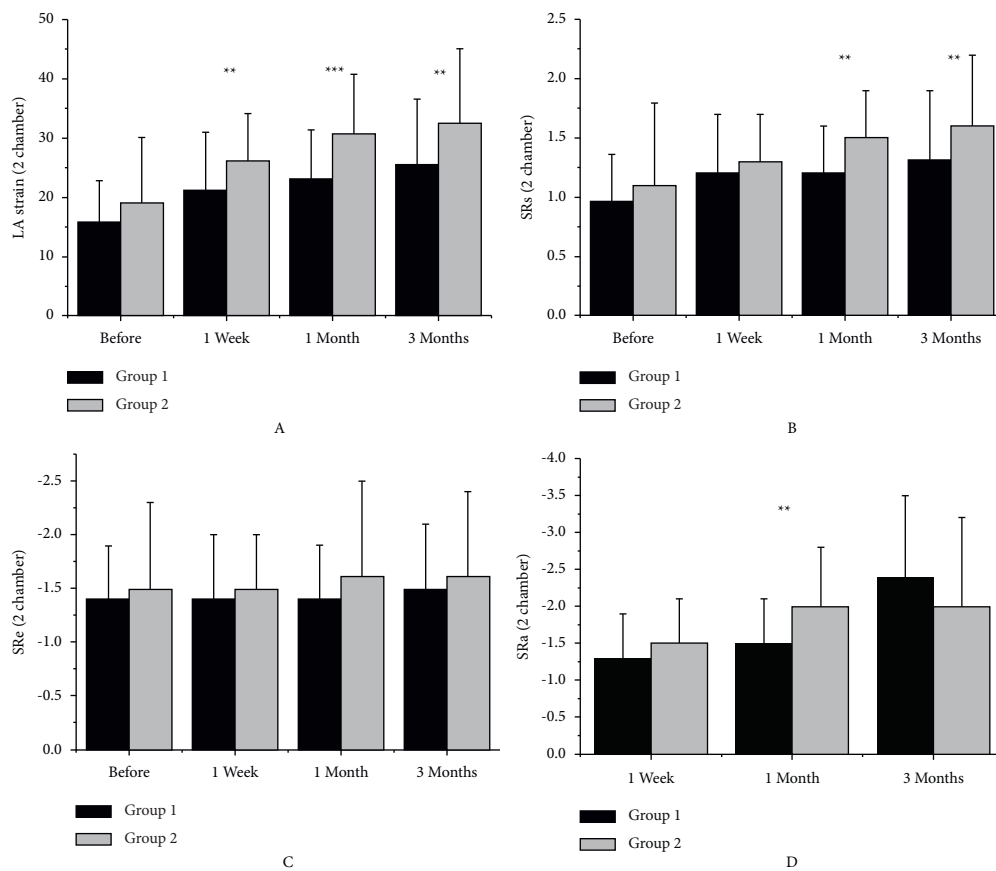 50
40
30
20
10
0
LA strain (2 chamber)
**
***
**
Before
1 Week
1 Month
3 Months
Group 1
Group 2
A
2.5
2.0
1.5
1.0
0.5
0.0
SRs (2 chamber)
**
**
Before
1 Week
1 Month
3 Months
Group 1
Group 2
B
-2.5
-2.0
-1.5
-1.0
-0.5
0.0
SRe (2 chamber)
Before
1 Week
1 Month
3 Months
Group 1
Group 2
C
-4.0
-3.5
-3.0
-2.5
-2.0
-1.5
-1.0
-0.5
0.0
SRa (2 chamber)
**
1 Week
1 Month
3 Months
Group 1
Group 2
D